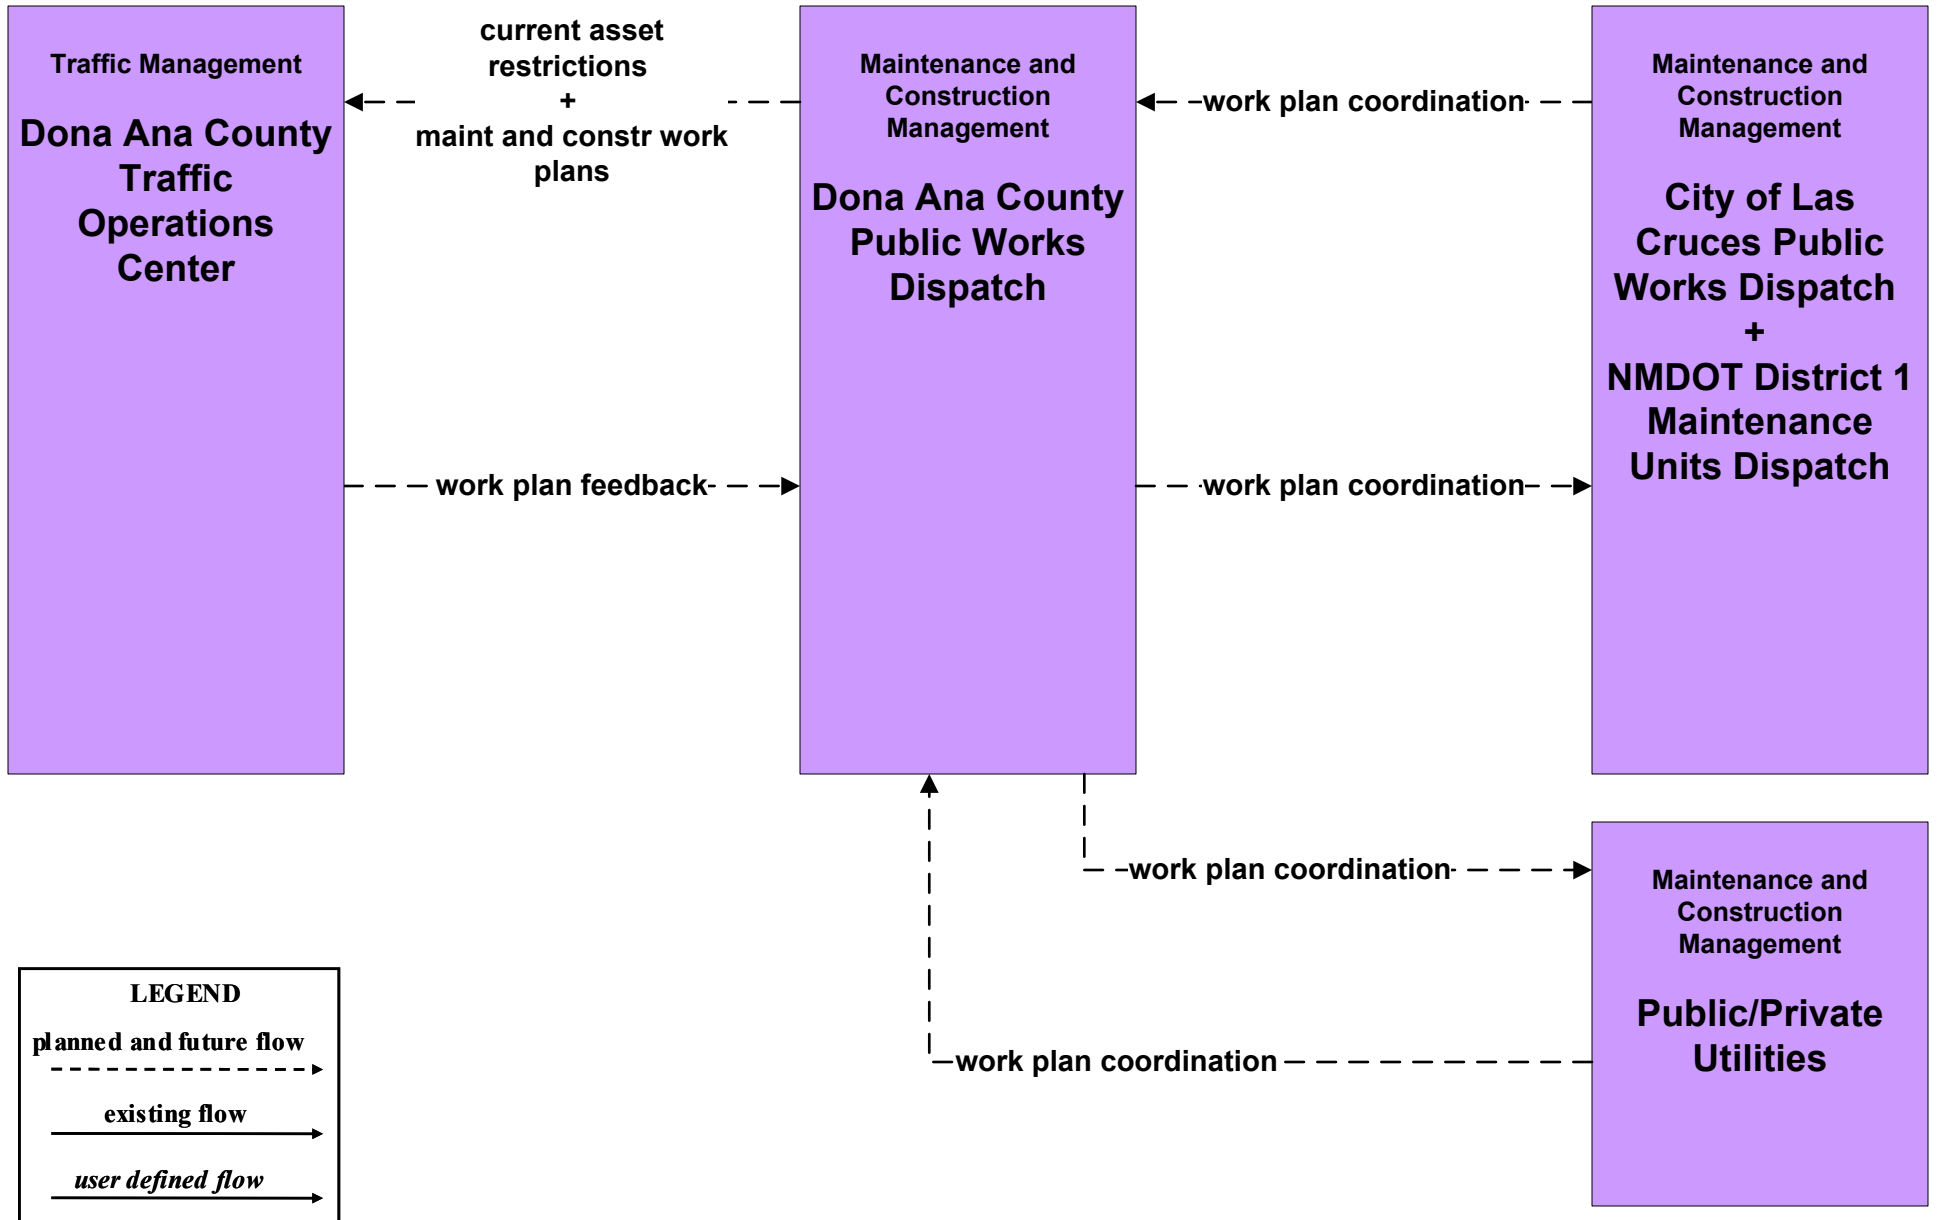 Traffic Management
Dona Ana County
Traffic
Operations
Center
current asset
restrictions
+
maint and constr work
plans
work plan feedback
Maintenance and
Construction
Management
Dona Ana County
Public Works
Dispatch
work plan coordination
work plan coordination
Maintenance and
Construction
Management
City of Las
Cruces Public
Works Dispatch
+
NMDOT District 1
Maintenance
Units Dispatch
work plan coordination
work plan coordination
Maintenance and
Construction
Management
Public/Private
Utilities
LEGEND
planned and future flow
existing flow
user defined flow